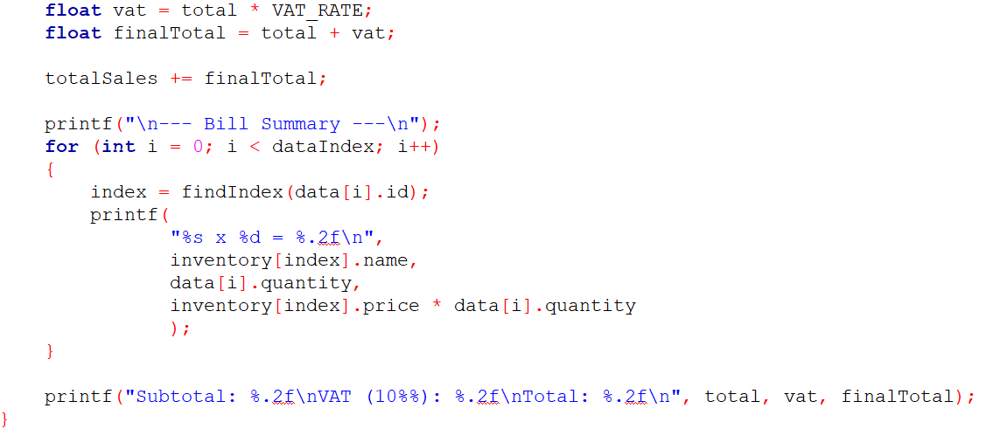 float vat = total * VAT_RATE;
float finalTotal = total + vat;
totalSales += finalTotal;
printf("\n--- Bill Summary ---\n");
for (int i = 0; i < dataIndex; i++)
{
index = findIndex(data[i].id);
printf(
"%s x %d = %.2f\n",
inventory[index].name,
data[i].quantity,
inventory[index].price * data[i].quantity
);
}
printf("Subtotal: %.2f\nVAT (10%%): %.2f\nTotal: %.2f\n", total, vat, finalTotal);
}